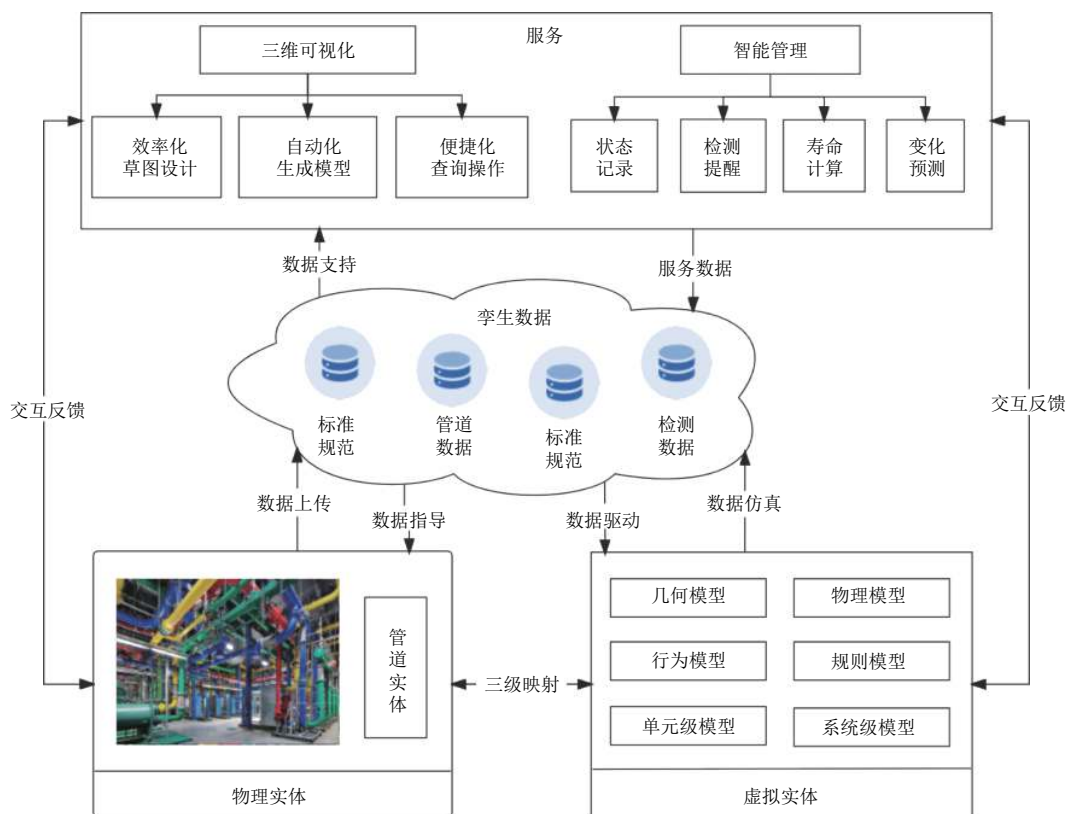 服务
三维可视化
智能管理
效率化
草图设计
自动化
生成模型
便捷化
查询操作
状态
记录
检测
提醒
寿命
计算
变化
预测
数据支持
服务数据
孪生数据
标准
规范
管道
数据
标准
规范
检测
数据
交互反馈
交互反馈
数据上传
数据指导
数据驱动
数据仿真
管
道
实
体
几何模型
物理模型
行为模型
规则模型
三级映射
单元级模型
系统级模型
物理实体
虚拟实体